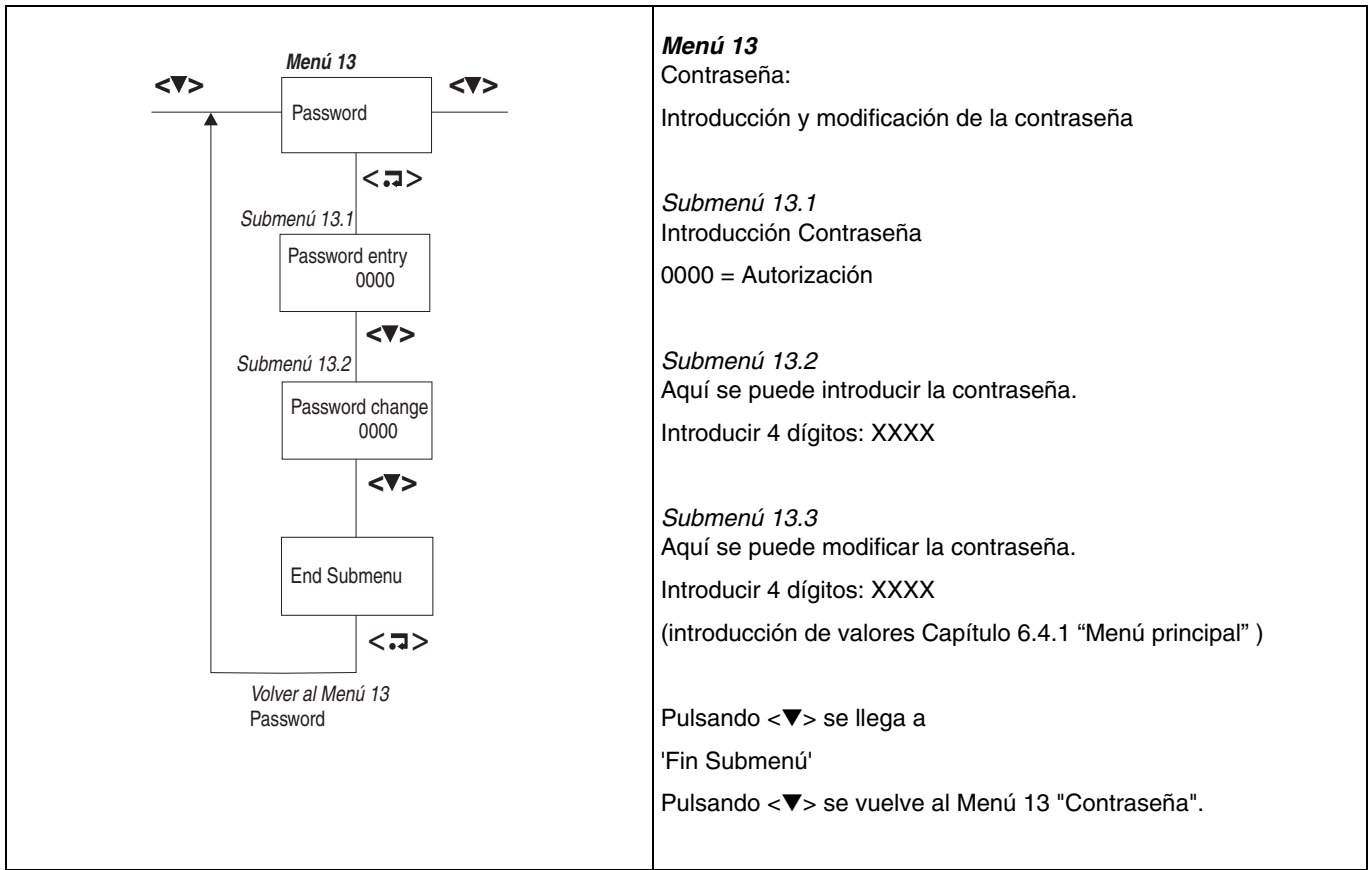 Menú 13
<▼>
<▼>
Password
< >
Submenú 13.1
Password entry
0000
<▼>
Submenú 13.2
Password change
0000
<▼>
End Submenu
< >
Volver al Menú 13
Password
Menú 13
Contraseña:
Introducción y modificación de la contraseña
Submenú 13.1
Introducción Contraseña
0000 = Autorización
Submenú 13.2
Aquí se puede introducir la contraseña.
Introducir 4 dígitos: XXXX
Submenú 13.3
Aquí se puede modificar la contraseña.
Introducir 4 dígitos: XXXX
(introducción de valores Capítulo 6.4.1 “Menú principal” )
Pulsando <▼> se llega a
'Fin Submenú'
Pulsando <▼> se vuelve al Menú 13 "Contraseña".